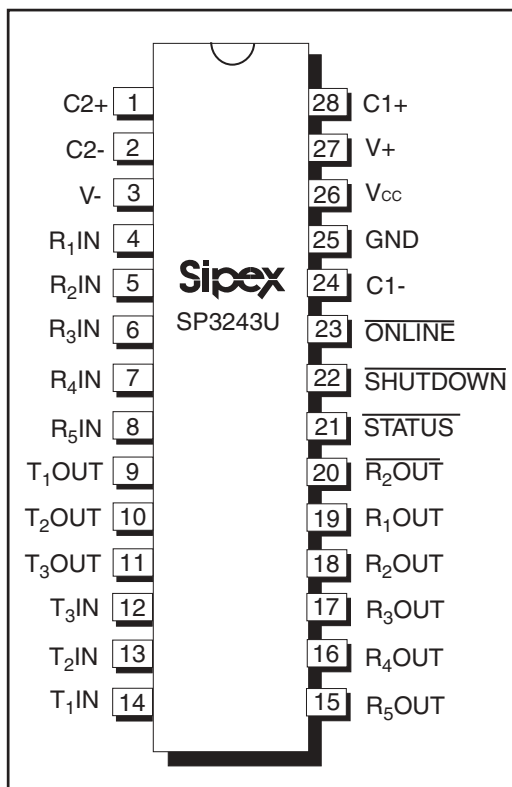 C2+ 1 28 C1+
C2- 2 27 V+
V- 3 26 VCC
R1IN 4 25 GND
R2IN 5 24 C1-
Sipex
SP3243U
R3IN 6 23 ONLINE
R4IN 7 22 SHUTDOWN
R5IN 8 21 STATUS
T1OUT 9 20 R2OUT
T2OUT 10 19 R1OUT
T3OUT 11 18 R2OUT
T3IN 12 17 R3OUT
T2IN 13 16 R4OUT
T1IN 14 15 R5OUT